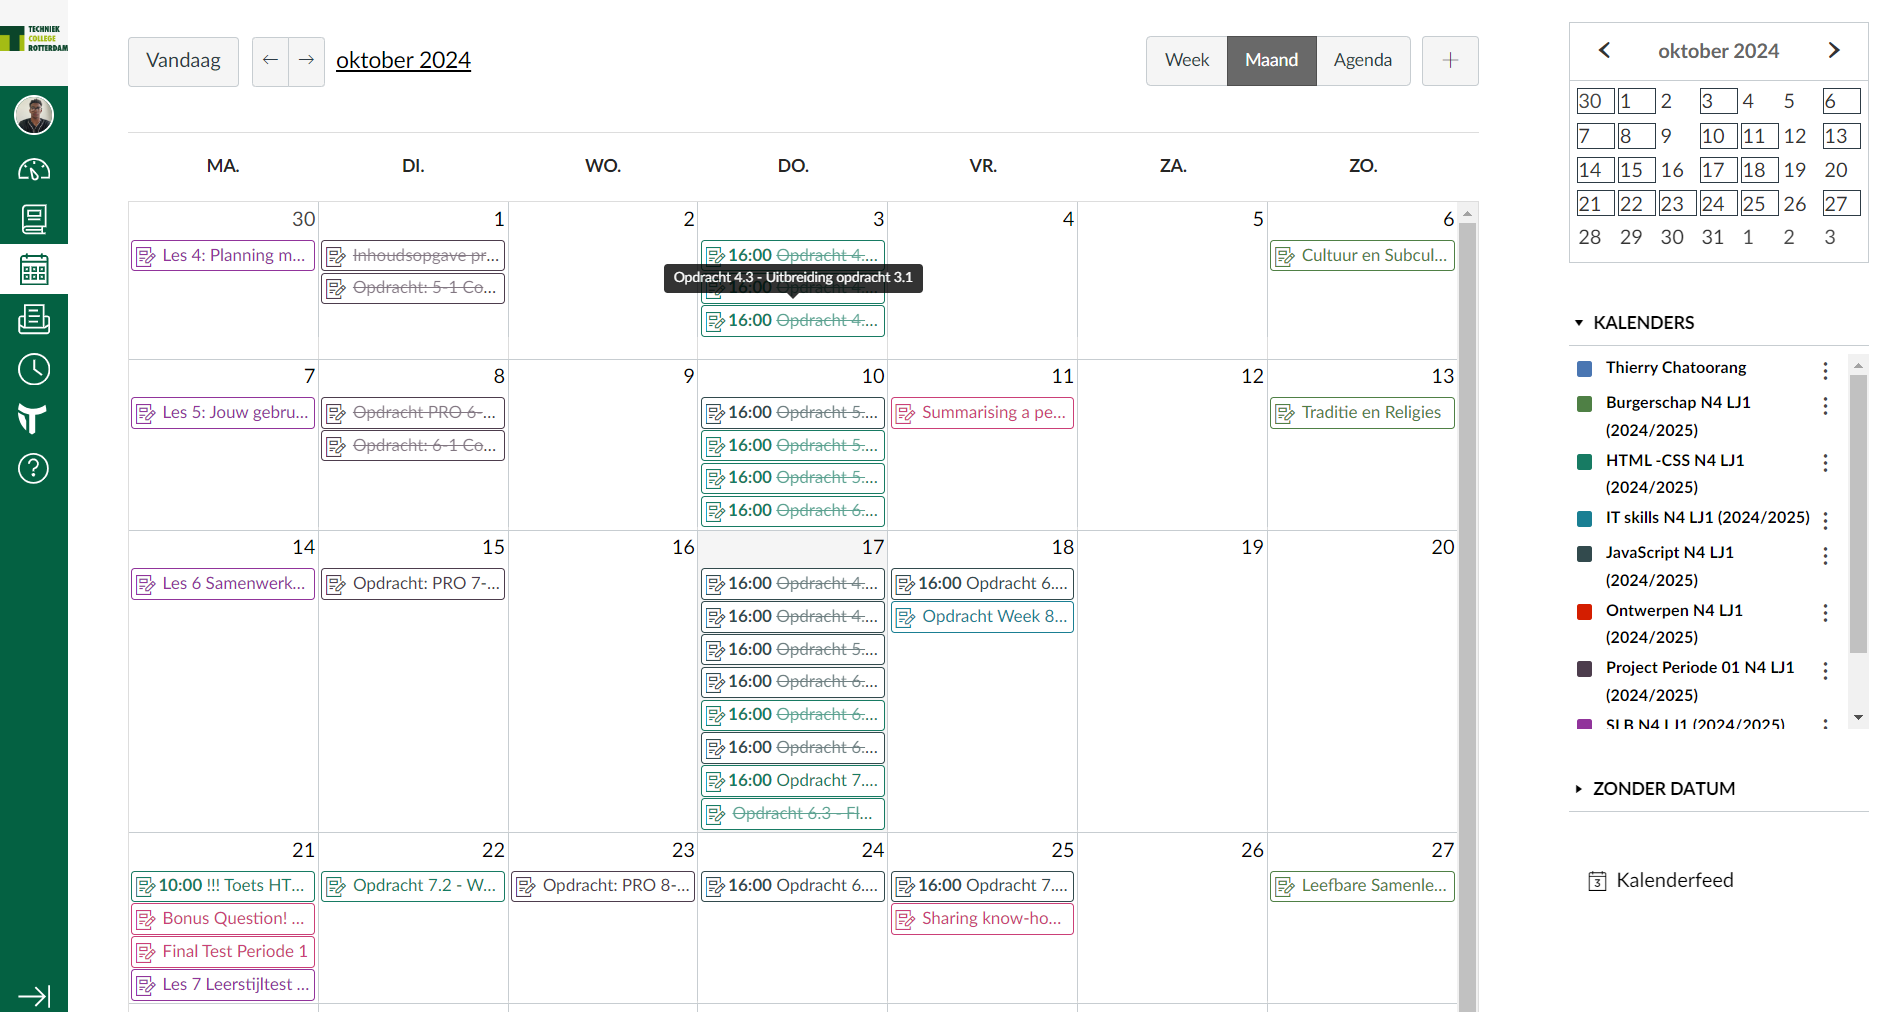 TECHNIEK
COLLEGE
ROTTERDAM
Vandaag
← → oktober 2024
Week Maand Agenda +
MA. DI. WO. DO. VR. ZA. ZO.
30 1 2 3 4 5 6
Les 4: Planning m...
Inhoudsopgave pr...
Opdracht: 5-1 Co...
16:00 Opdracht 4....
Opdracht 4.3 - Uitbreiding opdracht 3.1
16:00 Opdracht 4....
Cultuur en Subcul...
7 8 9 10 11 12 13
Les 5: Jouw gebru...
Opdracht PRO 6-...
Opdracht: 6-1 Co...
16:00 Opdracht 5....
16:00 Opdracht 5....
16:00 Opdracht 5....
16:00 Opdracht 6....
Summarising a pe...
Traditie en Religies
14 15 16 17 18 19 20
Les 6 Samenwerk...
Opdracht: PRO 7-...
16:00 Opdracht 4....
16:00 Opdracht 4....
16:00 Opdracht 5....
16:00 Opdracht 6....
16:00 Opdracht 6....
16:00 Opdracht 6....
16:00 Opdracht 7....
Opdracht 6.3 - Fl...
16:00 Opdracht 6....
Opdracht Week 8...
21 22 23 24 25 26 27
10:00 !!! Toets HT...
Bonus Question! ...
Final Test Periode 1
Les 7 Leerstijltest ...
Opdracht 7.2 - W...
Opdracht: PRO 8-...
16:00 Opdracht 6....
16:00 Opdracht 7....
Sharing know-ho...
Leefbare Samenle...
oktober 2024
30 1 2 3 4 5 6
7 8 9 10 11 12 13
14 15 16 17 18 19 20
21 22 23 24 25 26 27
28 29 30 31 1 2 3
KALENDERS
Thierry Chatoorang
Burgerschap N4 LJ1
(2024/2025)
HTML -CSS N4 LJ1
(2024/2025)
IT skills N4 LJ1 (2024/2025)
JavaScript N4 LJ1
(2024/2025)
Ontwerpen N4 LJ1
(2024/2025)
Project Periode 01 N4 LJ1
(2024/2025)
SLB N4 LJ1 (2024/2025)
ZONDER DATUM
3 Kalenderfeed